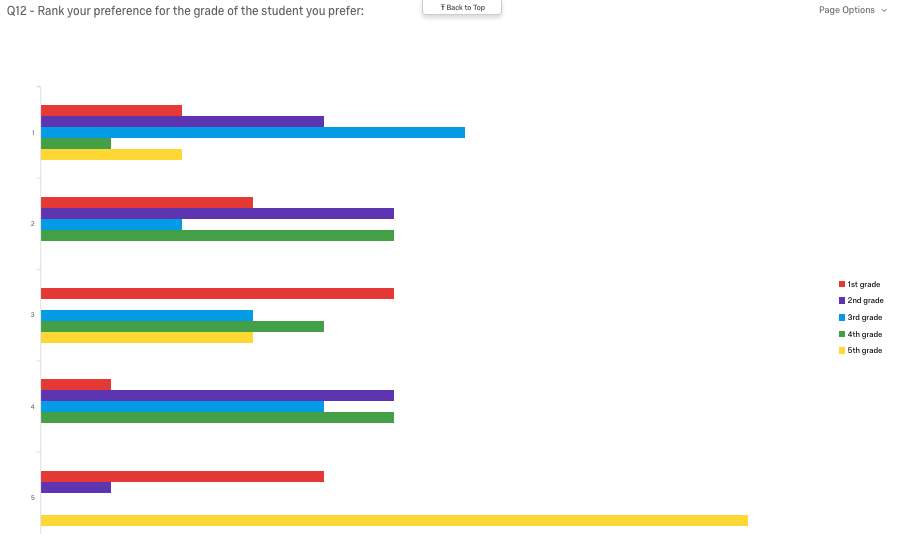 Q12 - Rank your preference for the grade of the student you prefer:
⤒ Back to Top
Page Options
1
2
3
4
5
1st grade
2nd grade
3rd grade
4th grade
5th grade